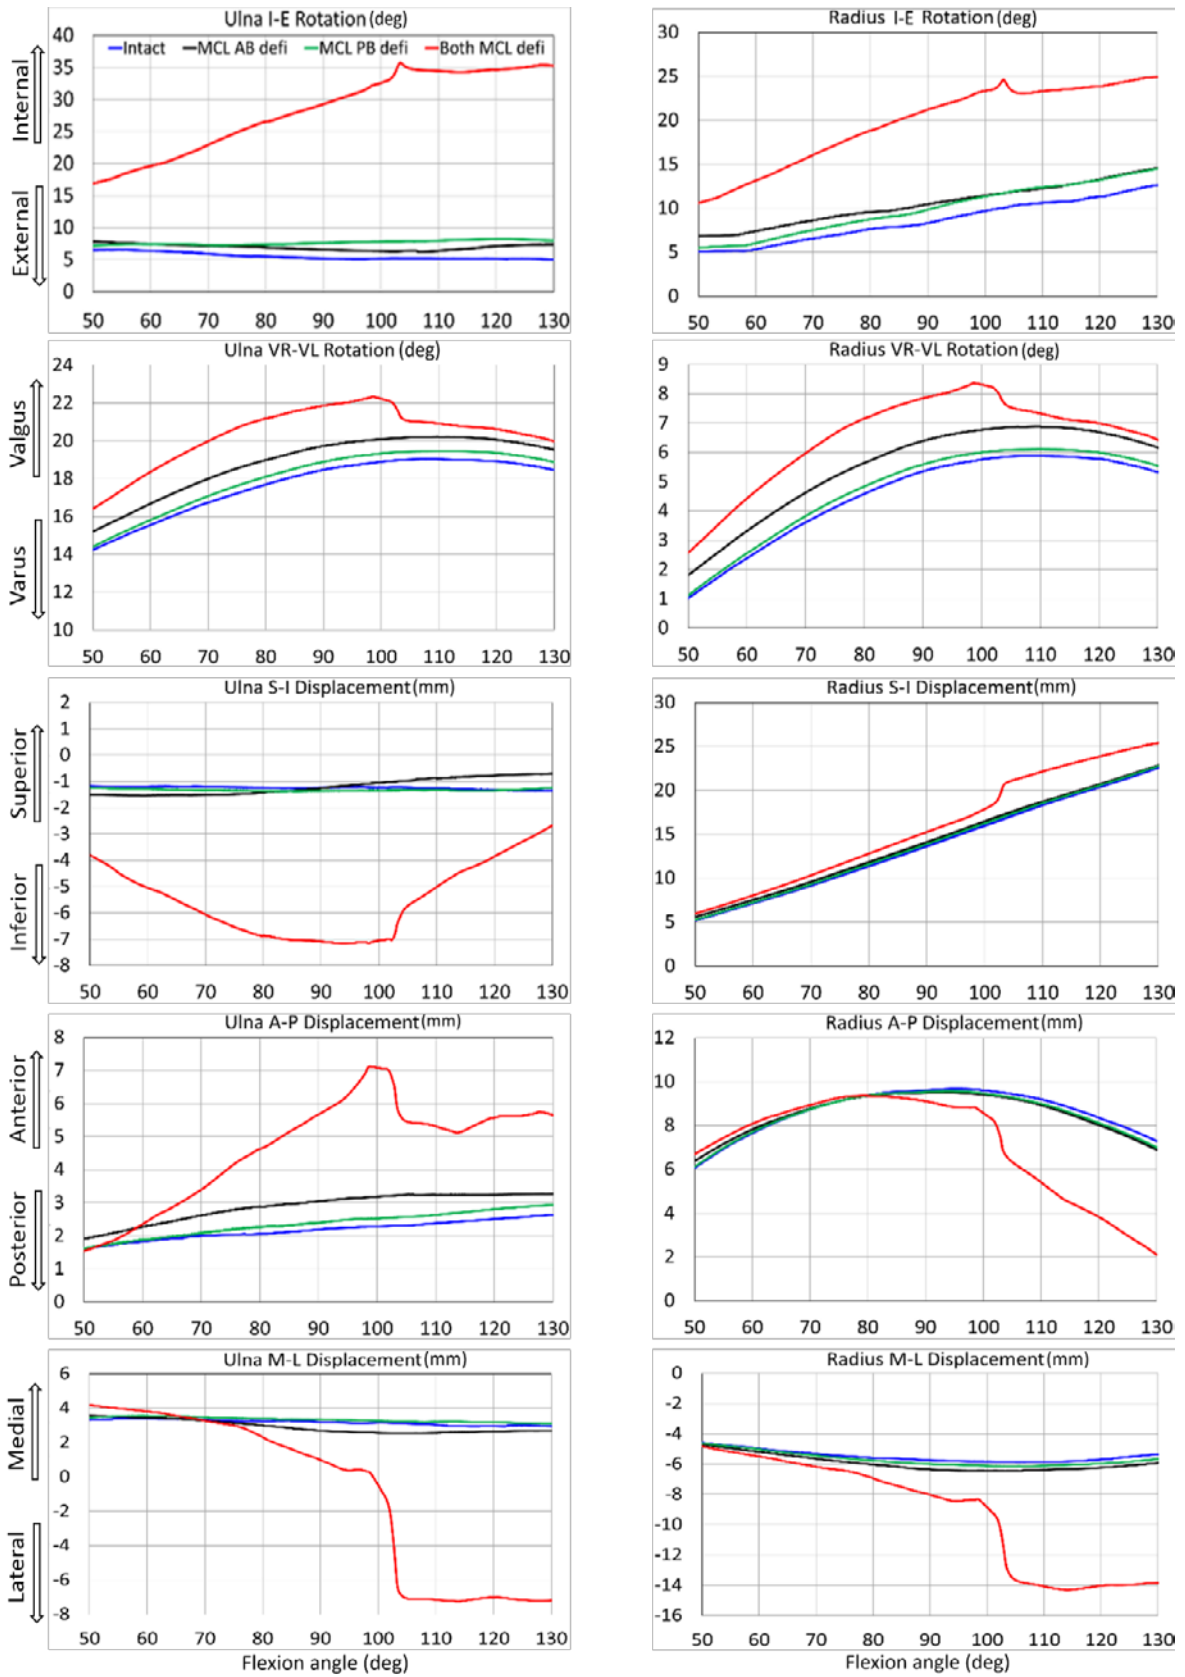 Ulna I-E Rotation (deg)
Intact MCL AB defi MCL PB defi Both MCL defi
40
35
30
25
20
15
10
5
0
50 60 70 80 90 100 110 120 130
Internal
External
Radius I-E Rotation (deg)
30
25
20
15
10
5
0
50 60 70 80 90 100 110 120 130
Ulna VR-VL Rotation (deg)
24
22
20
18
16
14
12
10
50 60 70 80 90 100 110 120 130
Valgus
Varus
Radius VR-VL Rotation (deg)
9
8
7
6
5
4
3
2
1
0
50 60 70 80 90 100 110 120 130
Ulna S-I Displacement (mm)
2
1
0
-1
-2
-3
-4
-5
-6
-7
-8
50 60 70 80 90 100 110 120 130
Superior
Inferior
Radius S-I Displacement (mm)
30
25
20
15
10
5
0
50 60 70 80 90 100 110 120 130
Ulna A-P Displacement (mm)
8
7
6
5
4
3
2
1
0
50 60 70 80 90 100 110 120 130
Anterior
Posterior
Radius A-P Displacement (mm)
12
10
8
6
4
2
0
50 60 70 80 90 100 110 120 130
Ulna M-L Displacement (mm)
6
4
2
0
-2
-4
-6
-8
50 60 70 80 90 100 110 120 130
Flexion angle (deg)
Medial
Lateral
Radius M-L Displacement (mm)
0
-2
-4
-6
-8
-10
-12
-14
-16
50 60 70 80 90 100 110 120 130
Flexion angle (deg)